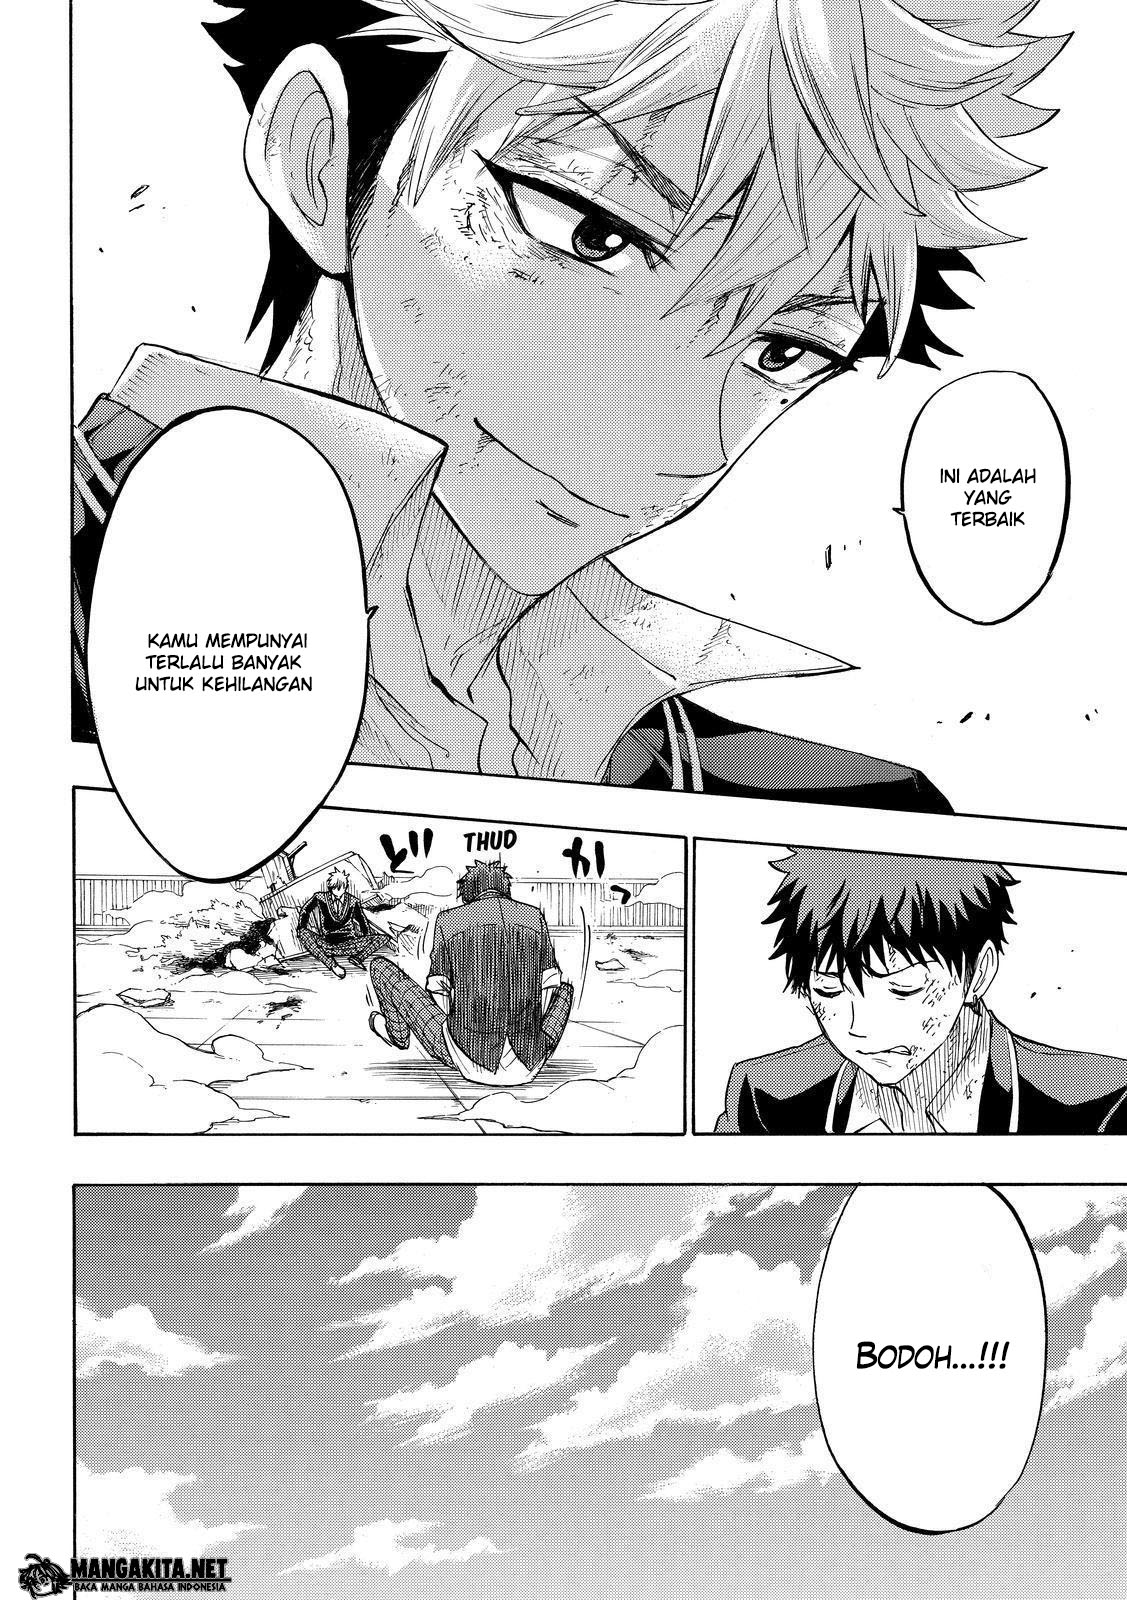 INI ADALAH
YANG
TERBAIK
KAMU MEMPUNYAI
TERLALU BANYAK
UNTUK KEHILANGAN
THUD
BODOH...!!!
MANGAKITA.NET
BACA MANGA BAHASA INDONESIA